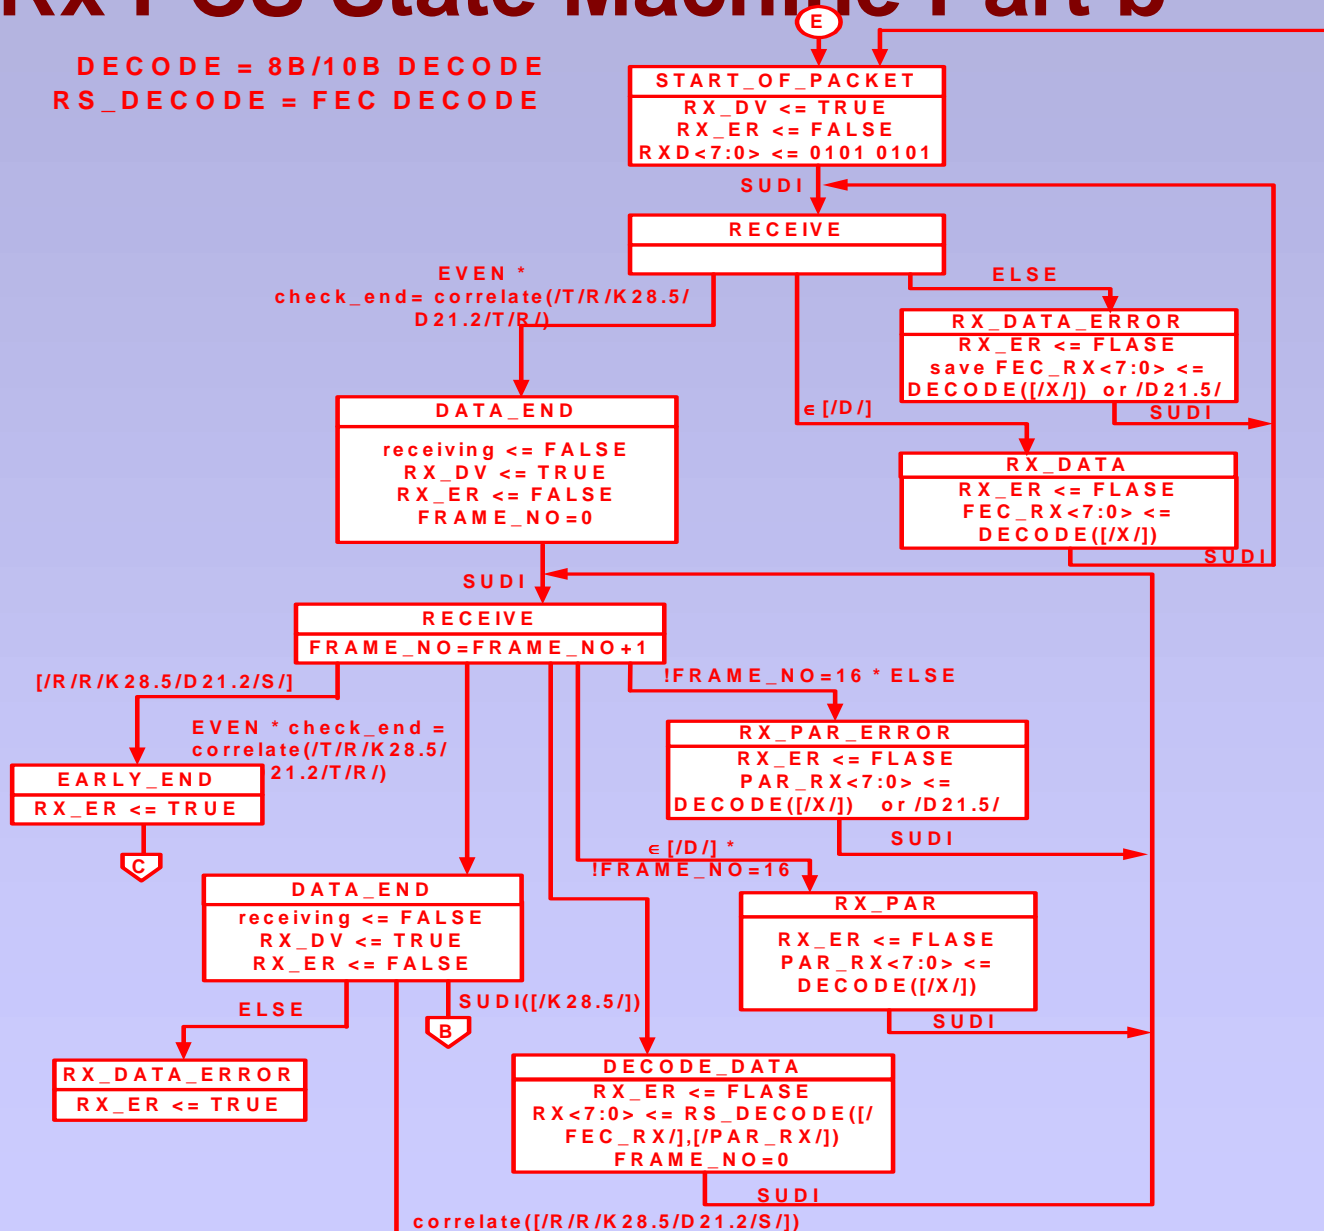 Rx PCS State Machine Part b
E
DECODE = 8B/10B DECODE
RS_DECODE = FEC DECODE
START_OF_PACKET
RX_DV <= TRUE
RX_ER <= FALSE
RXD<7:0> <= 0101 0101
SUDI
RECEIVE
EVEN *
check_end= correlate(/T/R/K28.5/
D21.2/T/R/)
ELSE
RX_DATA_ERROR
RX_ER <= FLASE
save FEC_RX<7:0> <=
DECODE([/X/]) or /D21.5/
SUDI
∈ [/D/]
RX_DATA
RX_ER <= FLASE
FEC_RX<7:0> <=
DECODE([/X/])
SUDI
DATA_END
receiving <= FALSE
RX_DV <= TRUE
RX_ER <= FALSE
FRAME_NO=0
SUDI
RECEIVE
FRAME_NO=FRAME_NO+1
[/R/R/K28.5/D21.2/S/]
EVEN * check_end =
correlate(/T/R/K28.5/
21.2/T/R/)
!FRAME_NO=16 * ELSE
RX_PAR_ERROR
RX_ER <= FLASE
PAR_RX<7:0> <=
DECODE([/X/]) or /D21.5/
SUDI
EARLY_END
RX_ER <= TRUE
C
∈ [/D/] *
!FRAME_NO=16
RX_PAR
RX_ER <= FLASE
PAR_RX<7:0> <=
DECODE([/X/])
SUDI
DATA_END
receiving <= FALSE
RX_DV <= TRUE
RX_ER <= FALSE
ELSE
SUDI([/K28.5/])
B
RX_DATA_ERROR
RX_ER <= TRUE
DECODE_DATA
RX_ER <= FLASE
RX<7:0> <= RS_DECODE([/
FEC_RX/],[/PAR_RX/])
FRAME_NO=0
SUDI
correlate([/R/R/K28.5/D21.2/S/])